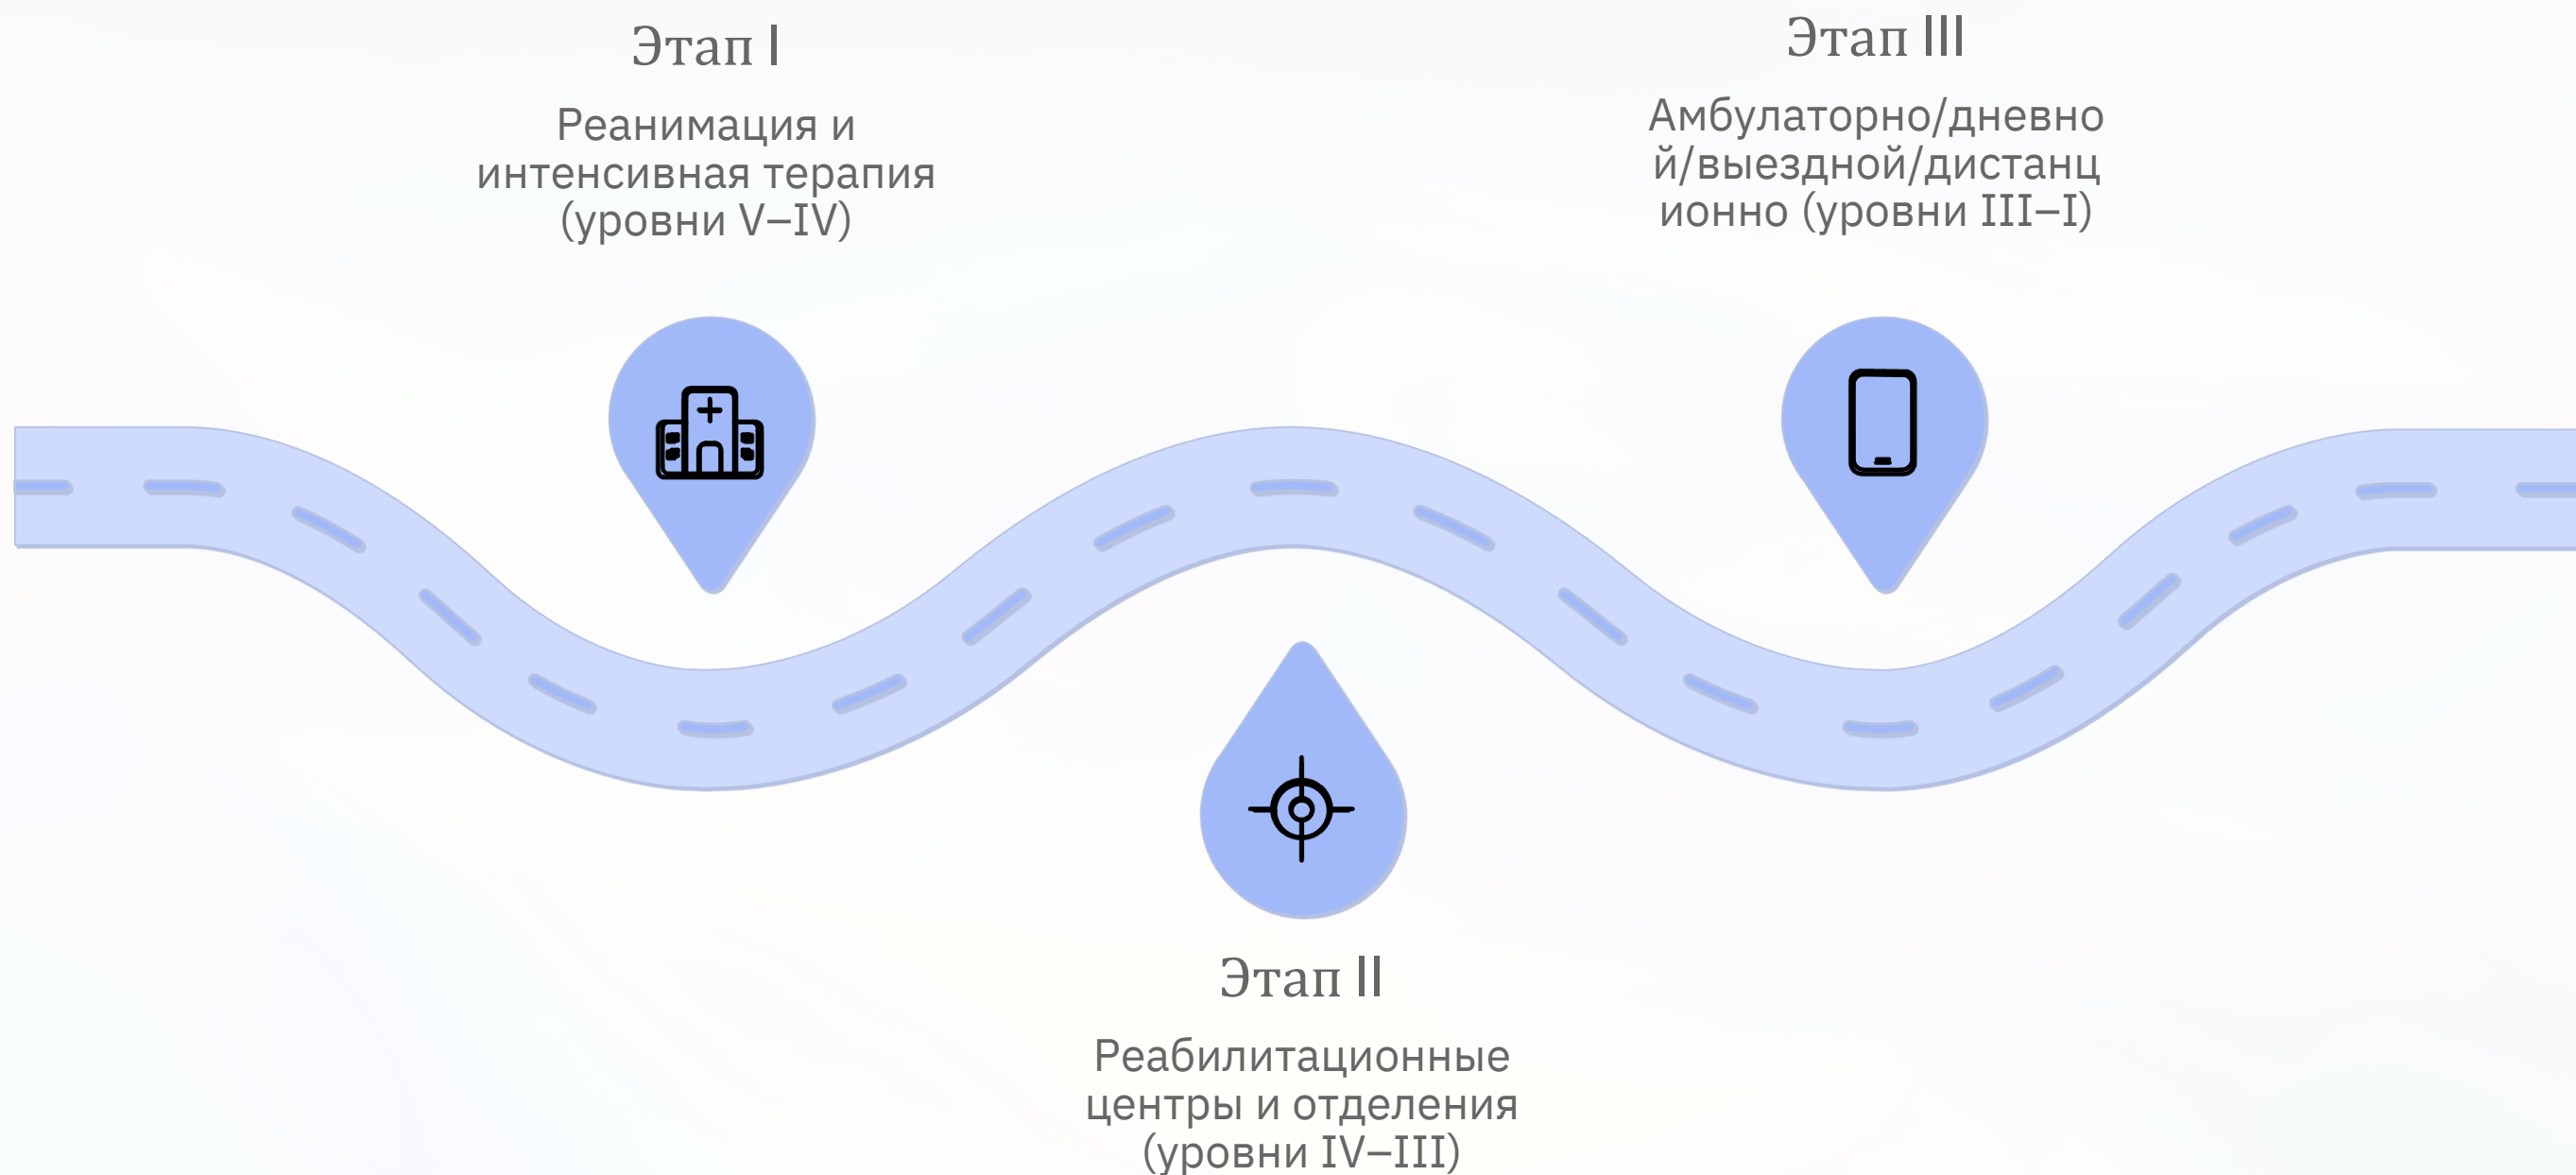 Этап I
Реанимация и
интенсивная терапия
(уровни V–IV)
Этап II
Реабилитационные
центры и отделения
(уровни IV–III)
Этап III
Амбулаторно/дневно
й/выездной/дистанц
ионно (уровни III–I)